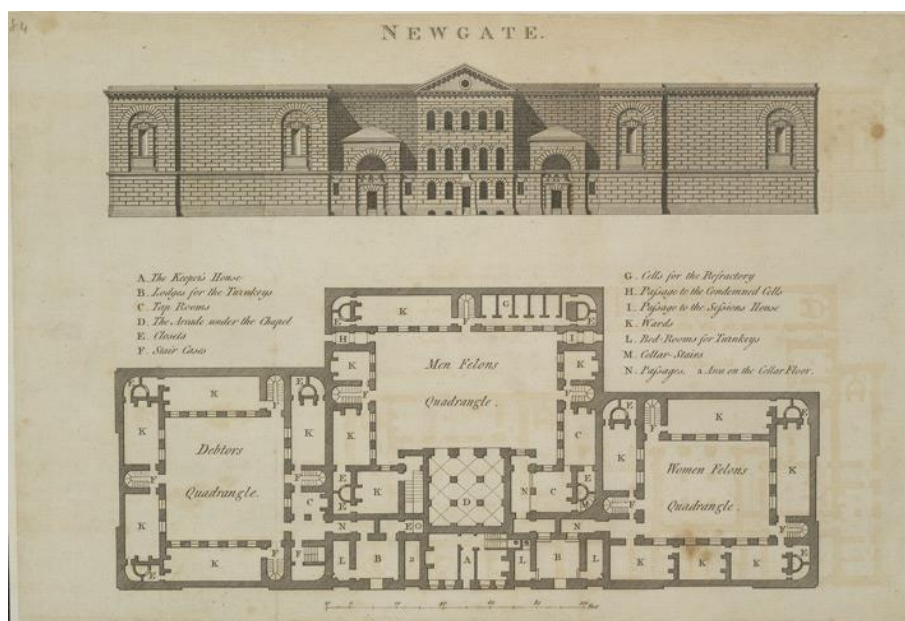 84
NEWGATE.
A. The Keeper's House
B. Lodges for the Turnkeys
C. Tap Rooms
D. The Arcade under the Chapel
E. Closets
F. Stair Cases
G. Cells for the Refractory
H. Passage to the Condemned Cells
I. Passage to the Sessions House
K. Wards
L. Bed-Rooms for Turnkeys
M. Cellar-Stairs
N. Passages. a Area on the Cellar Floor.
E K F G E
H I
K Men Felons K
F Quadrangle. F
K C
E K F E
K Debtors K
Quadrangle.
F F
C
K
N
F F
K
E
E K D N C E
E M
N E N
L B a A L B L
E F K E
K Women Felons K
Quadrangle.
F F
K K K E
Feet